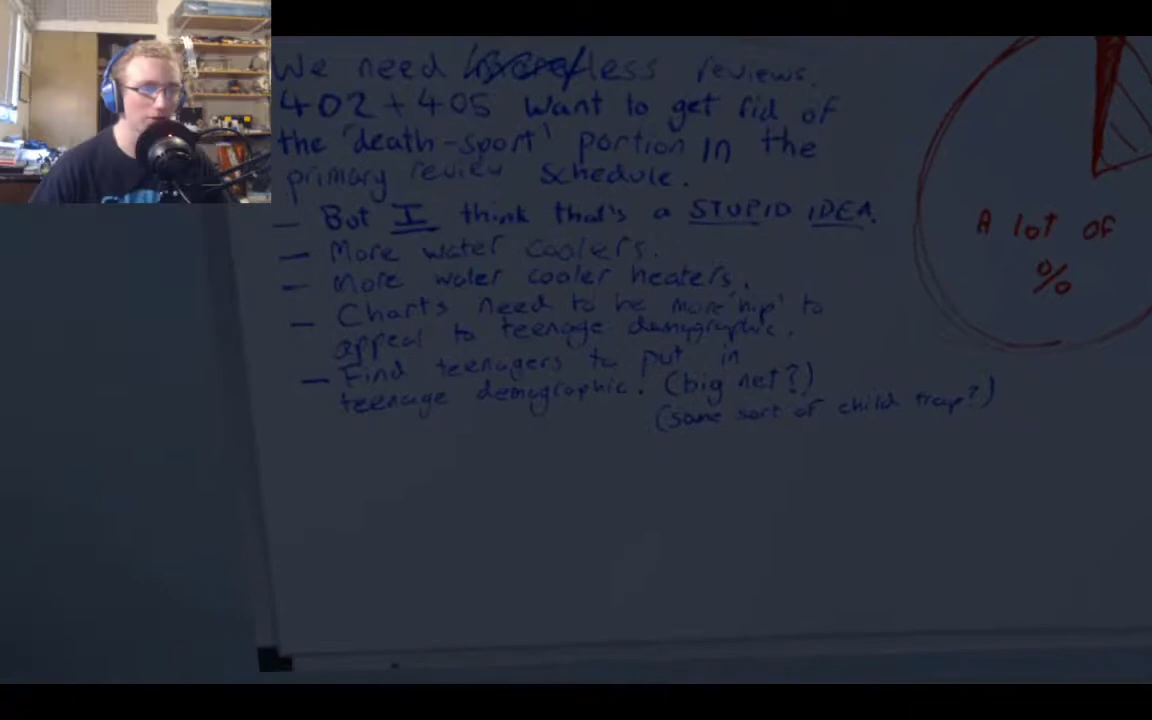 We need less reviews.
402 + 405 want to get rid of
the 'death-sport' portion in the
primary review schedule.
— But I think that's a STUPID IDEA.
— More water coolers.
— More water cooler heaters.
— Charts need to be more 'hip' to
appeal to teenage demographic.
— Find teenagers to put in
teenage demographic. (big net?)
(some sort of child trap?)
A lot of
%